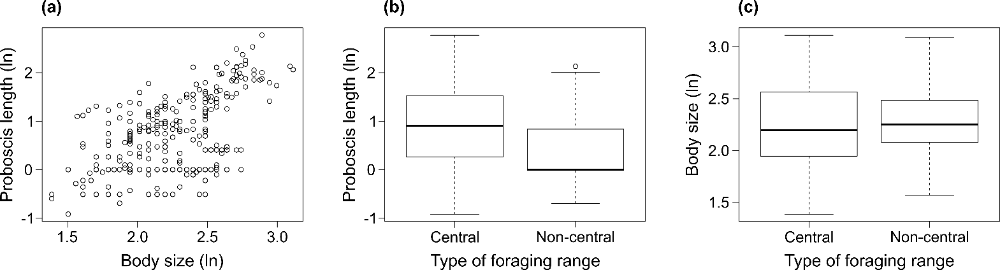 (a)
Proboscis length (ln)
2
1
0
-1
1.5 2.0 2.5 3.0
Body size (ln)
(b)
Proboscis length (ln)
2
1
0
-1
Central Non-central
Type of foraging range
(c)
Body size (ln)
3.0
2.5
2.0
1.5
Central Non-central
Type of foraging range